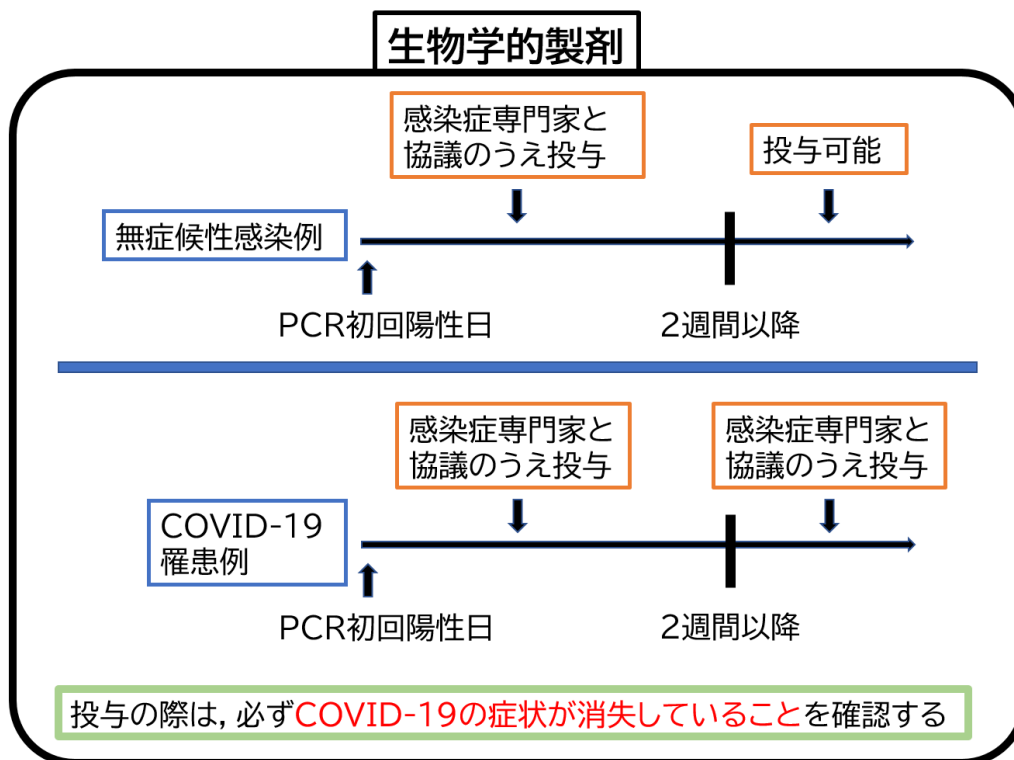 生物学的製剤
感染症専門家と
協議のうえ投与
投与可能
無症候性感染例
PCR初回陽性日
2週間以降
感染症専門家と
協議のうえ投与
感染症専門家と
協議のうえ投与
COVID-19
罹患例
PCR初回陽性日
2週間以降
投与の際は，必ずCOVID-19の症状が消失していることを確認する